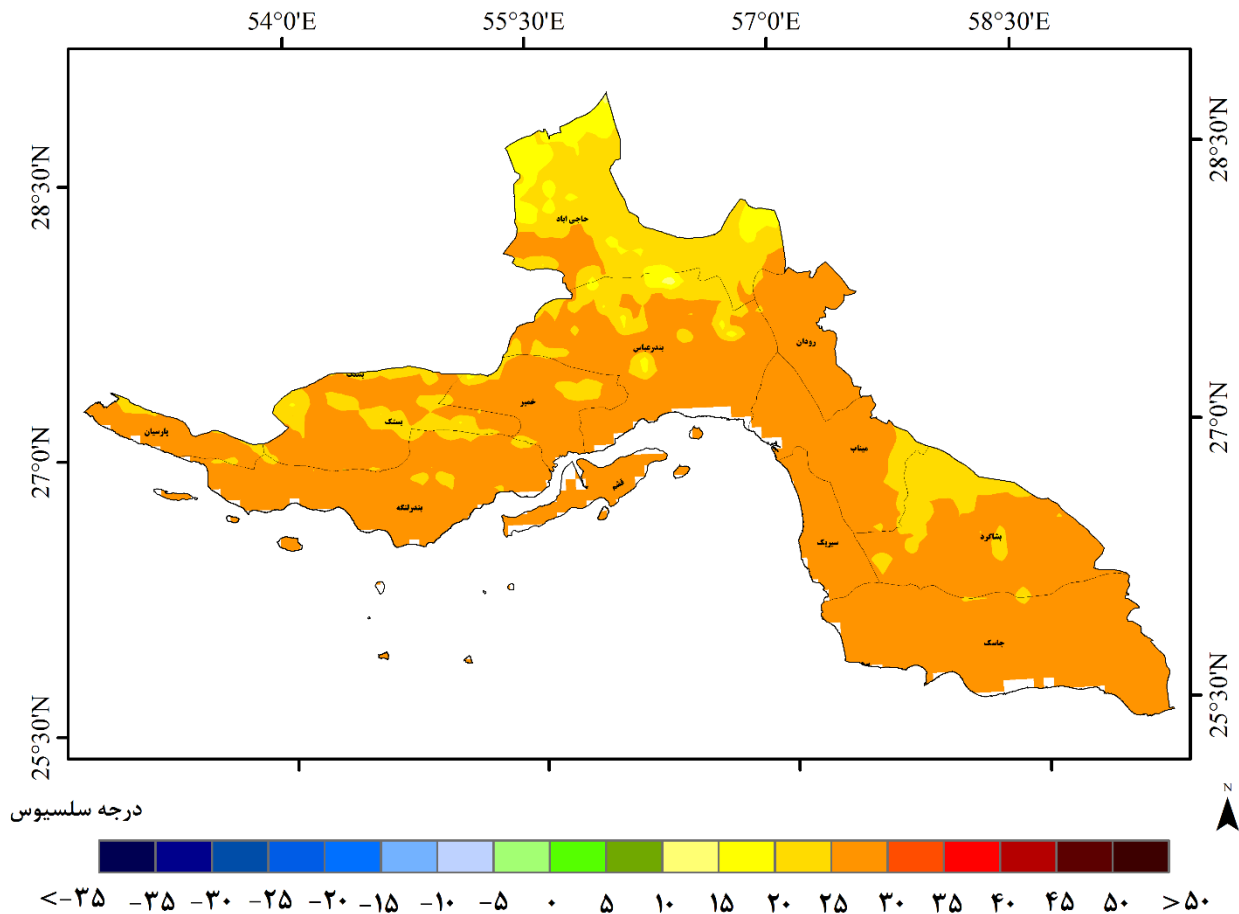 54°0'E 55°30'E 57°0'E 58°30'E
28°30'N
28°30'N
حاجی اباد
رودان
بندرعباس
بستک
خمیر
بستک
پارسیان
میناب
27°0'N
27°0'N
قشم
بندرلنگه
سیریک
بشاگرد
جاسک
25°30'N
25°30'N
درجه سلسیوس
N
<-۳۵ -۳۵ -۳۰ -۲۵ -۲۰ -۱۵ -۱۰ -۵ ۰ ۵ ۱۰ ۱۵ ۲۰ ۲۵ ۳۰ ۳۵ ۴۰ ۴۵ ۵۰ >۵۰